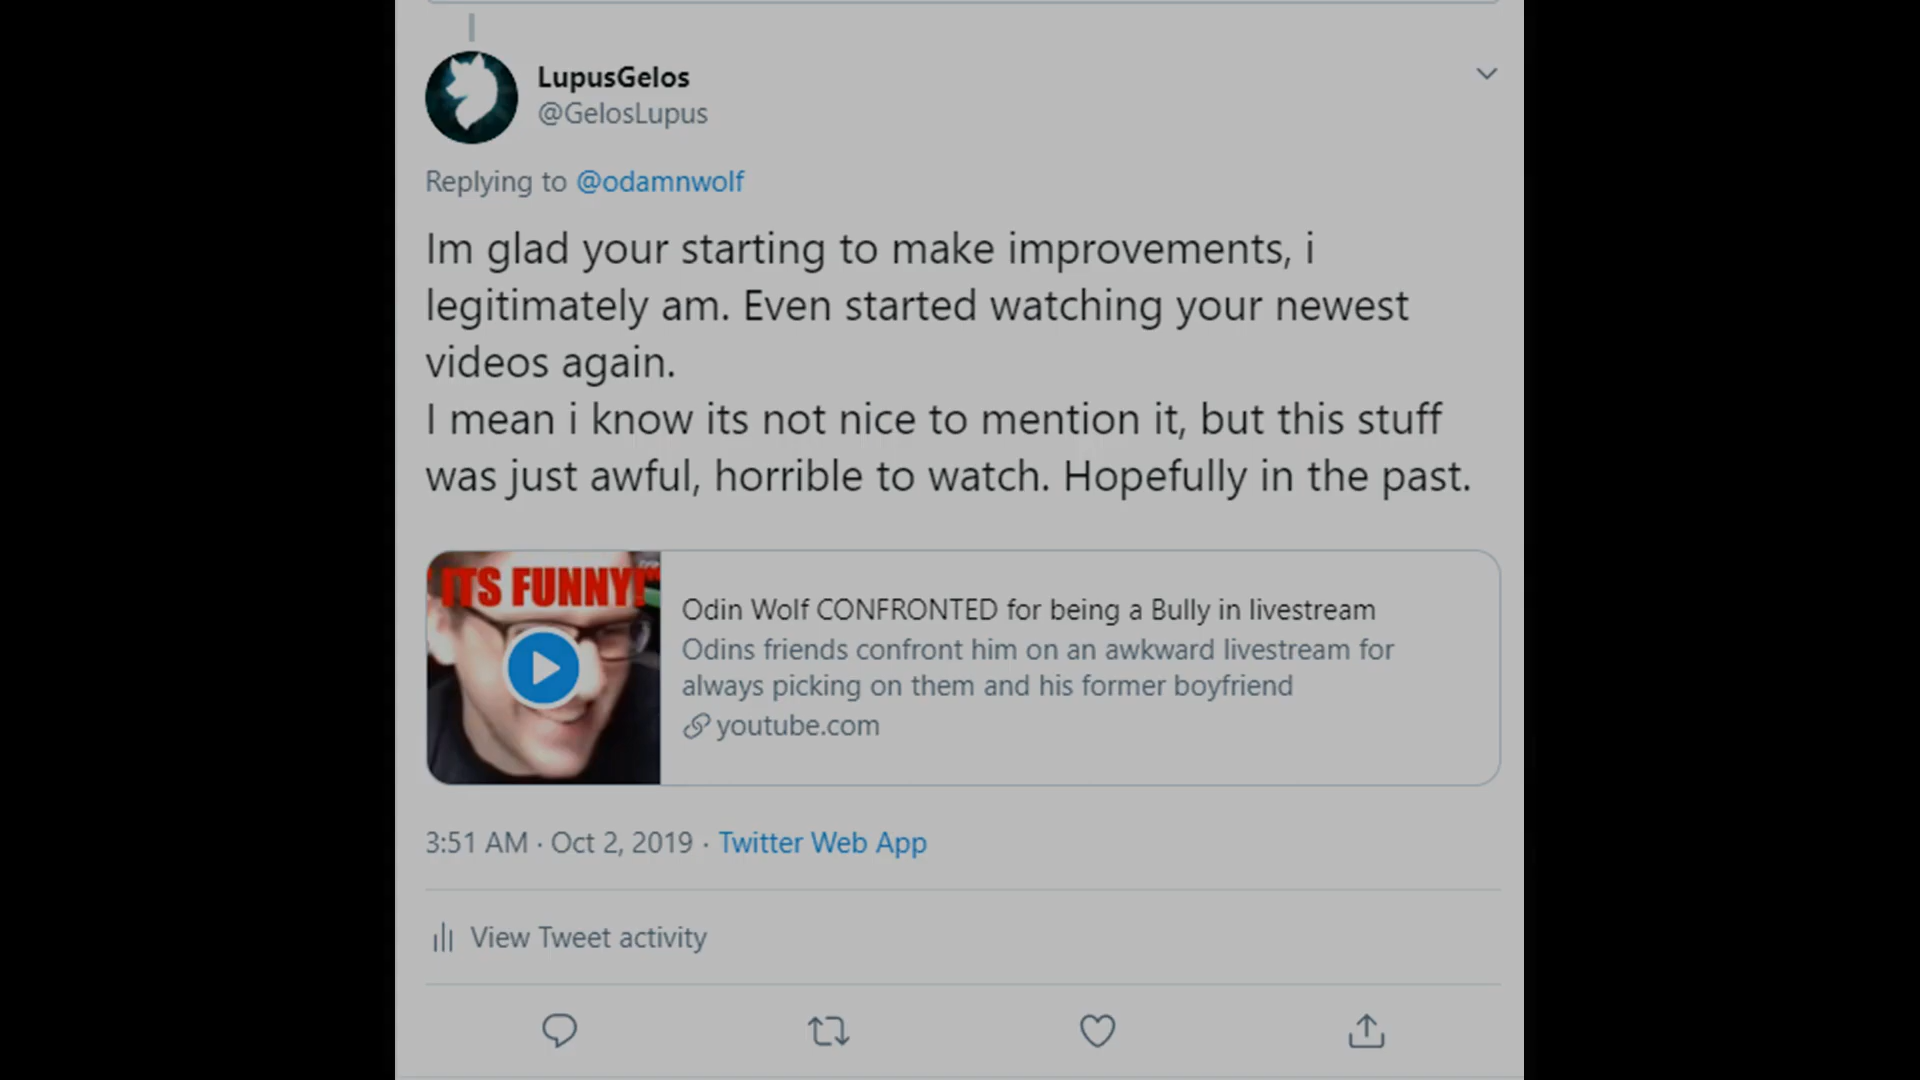 LupusGelos
@GelosLupus
Replying to @odamnwolf
Im glad your starting to make improvements, i
legitimately am. Even started watching your newest
videos again.
I mean i know its not nice to mention it, but this stuff
was just awful, horrible to watch. Hopefully in the past.
"ITS FUNNY!"
Odin Wolf CONFRONTED for being a Bully in livestream
Odins friends confront him on an awkward livestream for
always picking on them and his former boyfriend
youtube.com
3:51 AM · Oct 2, 2019 · Twitter Web App
View Tweet activity